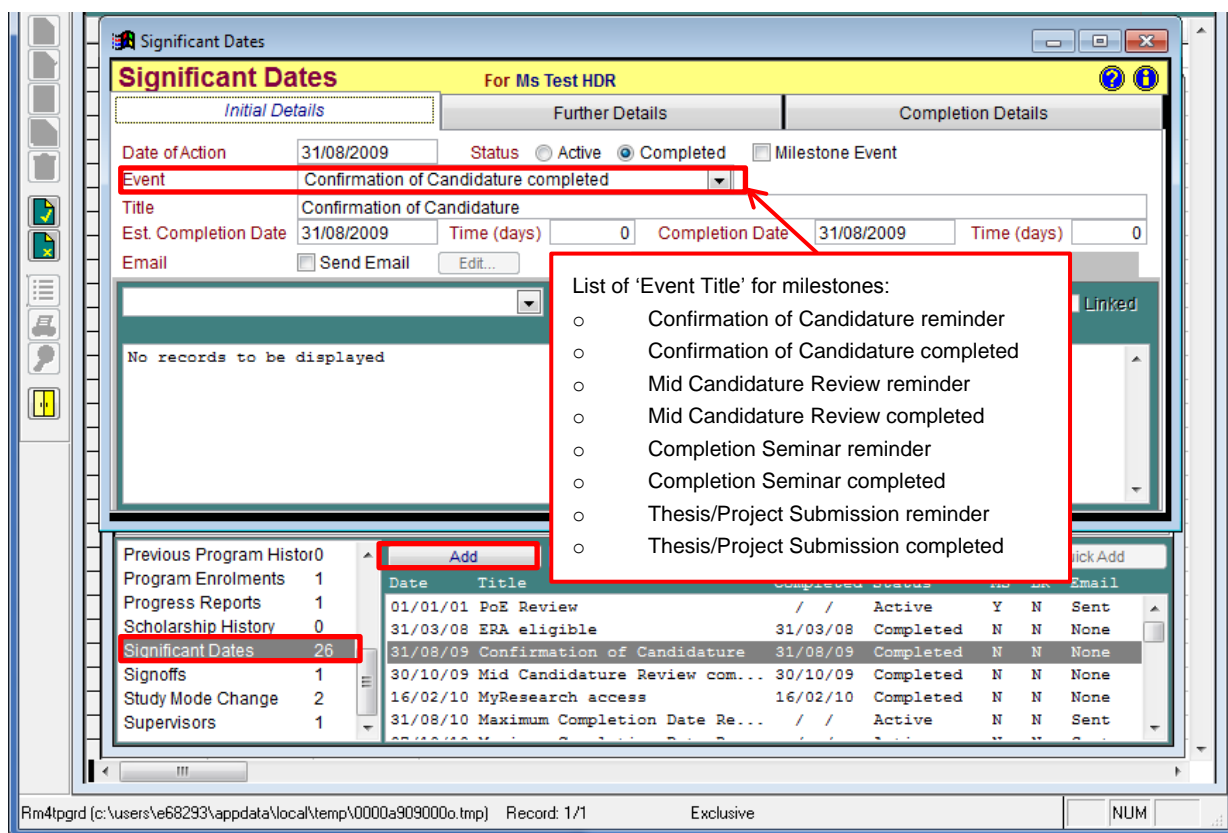 Significant Dates
Significant Dates For Ms Test HDR
Initial Details Further Details Completion Details
Date of Action 31/08/2009 Status Active Completed Milestone Event
Event Confirmation of Candidature completed
Title Confirmation of Candidature
Est. Completion Date 31/08/2009 Time (days) 0 Completion Date 31/08/2009 Time (days) 0
Email Send Email Edit...
Linked
No records to be displayed
List of ‘Event Title’ for milestones:
o Confirmation of Candidature reminder
o Confirmation of Candidature completed
o Mid Candidature Review reminder
o Mid Candidature Review completed
o Completion Seminar reminder
o Completion Seminar completed
o Thesis/Project Submission reminder
o Thesis/Project Submission completed
Previous Program Histor0
Program Enrolments 1
Progress Reports 1
Scholarship History 0
Significant Dates 26
Signoffs 1
Study Mode Change 2
Supervisors 1
Add uick Add
Date Title Completed Status Email
01/01/01 PoE Review / / Active Y N Sent
31/03/08 ERA eligible 31/03/08 Completed N N None
31/08/09 Confirmation of Candidature 31/08/09 Completed N N None
30/10/09 Mid Candidature Review com... 30/10/09 Completed N N None
16/02/10 MyResearch access 16/02/10 Completed N N None
31/08/10 Maximum Completion Date Re... / / Active N N Sent
Rm4tpgrd (c:\users\e68293\appdata\local\temp\0000a909000o.tmp) Record: 1/1 Exclusive NUM